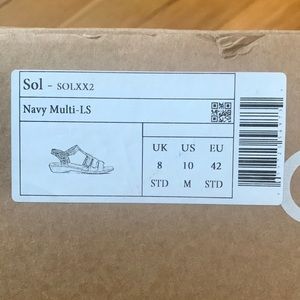 Sol - SOLXX2
Navy Multi-LS
UK US EU
8 10 42
STD M STD